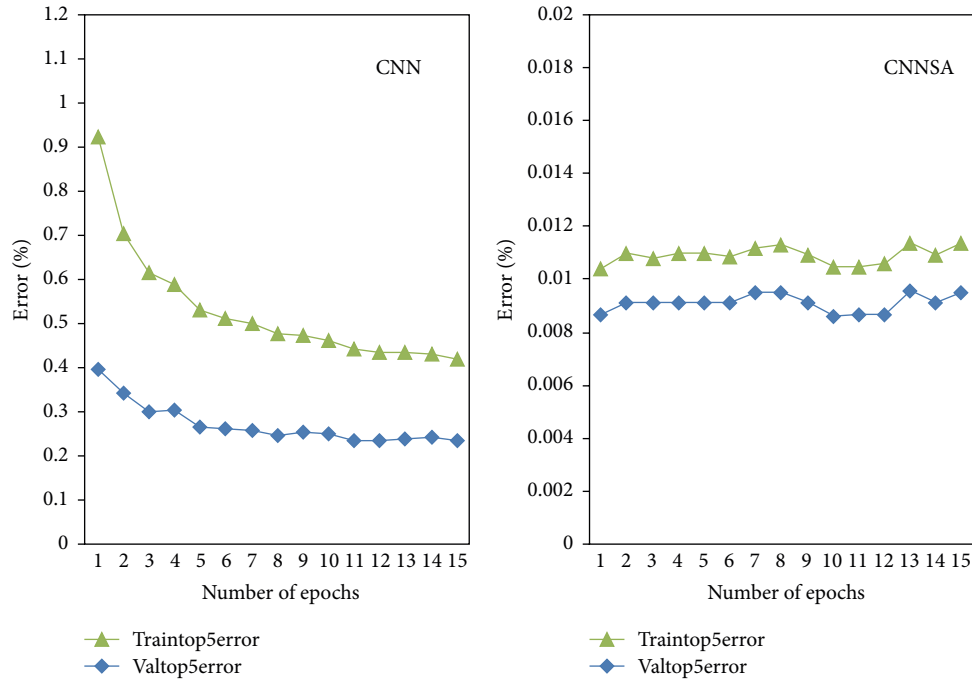 1.2
1.1
1
0.9
0.8
0.7
0.6
0.5
0.4
0.3
0.2
0.1
0
Error (%)
CNN
1 2 3 4 5 6 7 8 9 10 11 12 13 14 15
Number of epochs
Traintop5error
Valtop5error
0.02
0.018
0.016
0.014
0.012
0.01
0.008
0.006
0.004
0.002
0
Error (%)
CNNSA
1 2 3 4 5 6 7 8 9 10 11 12 13 14 15
Number of epochs
Traintop5error
Valtop5error